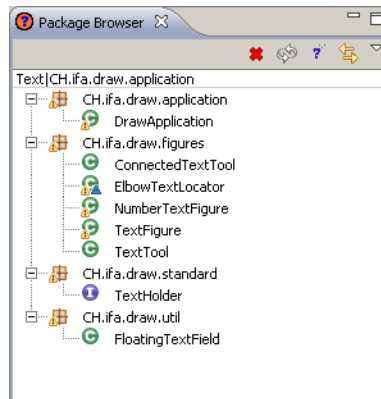 Package Browser
Text|CH.ifa.draw.application
CH.ifa.draw.application
DrawApplication
CH.ifa.draw.figures
ConnectedTextTool
ElbowTextLocator
NumberTextFigure
TextFigure
TextTool
CH.ifa.draw.standard
TextHolder
CH.ifa.draw.util
FloatingTextField